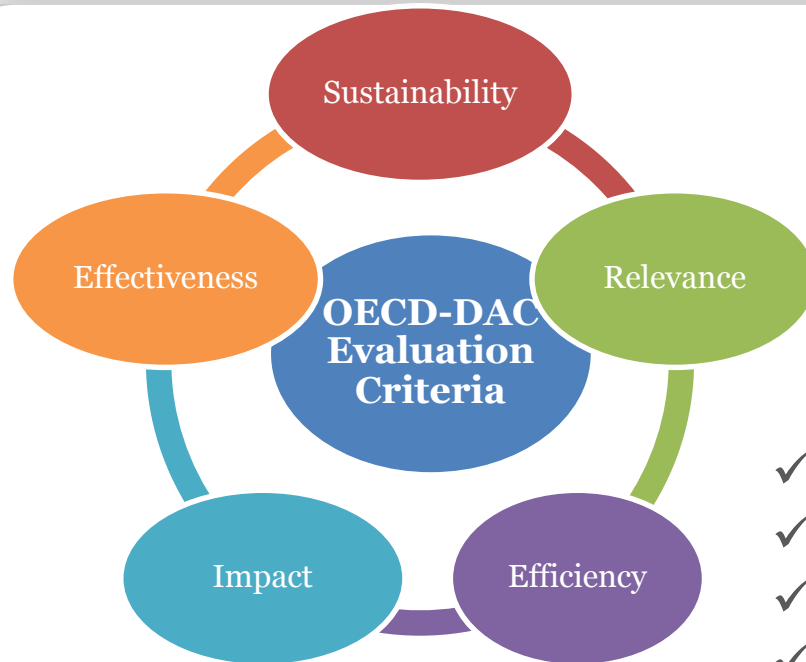 Sustainability
Effectiveness
Relevance
OECD-DAC
Evaluation
Criteria
✓
✓
Impact
Efficiency
✓
✓